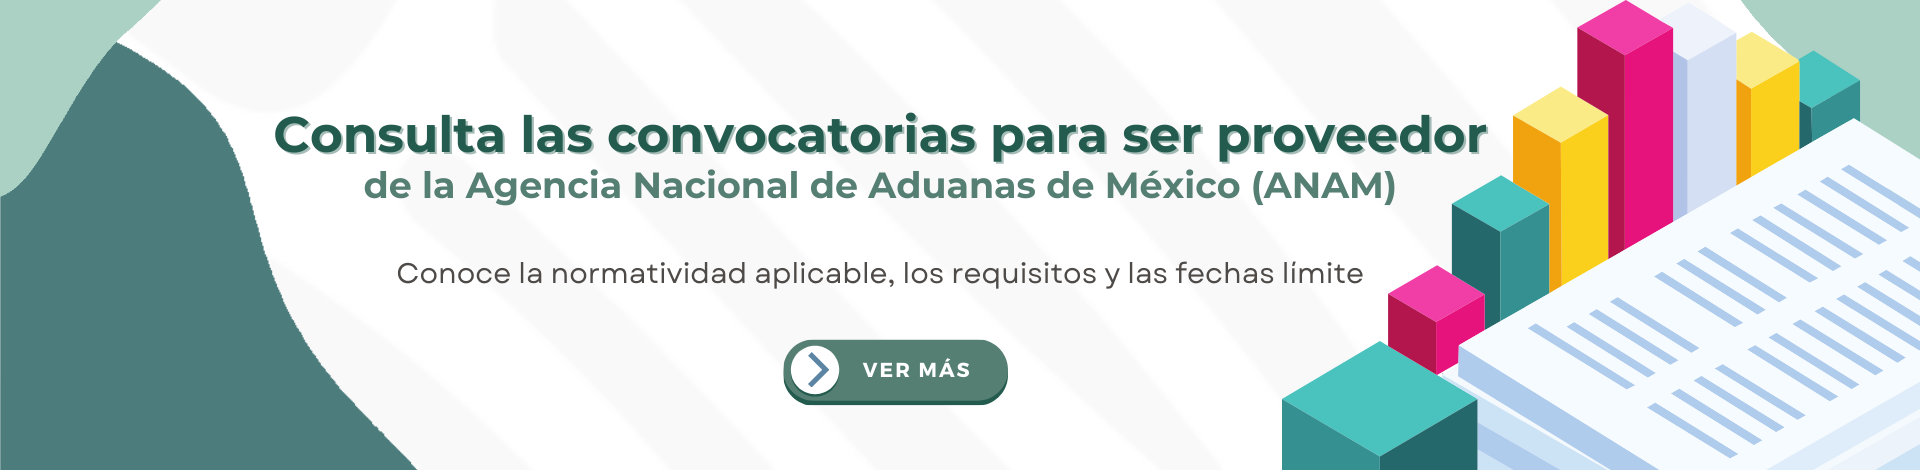 Consulta las convocatorias para ser proveedor
de la Agencia Nacional de Aduanas de México (ANAM)
Conoce la normatividad aplicable, los requisitos y las fechas límite
VER MÁS